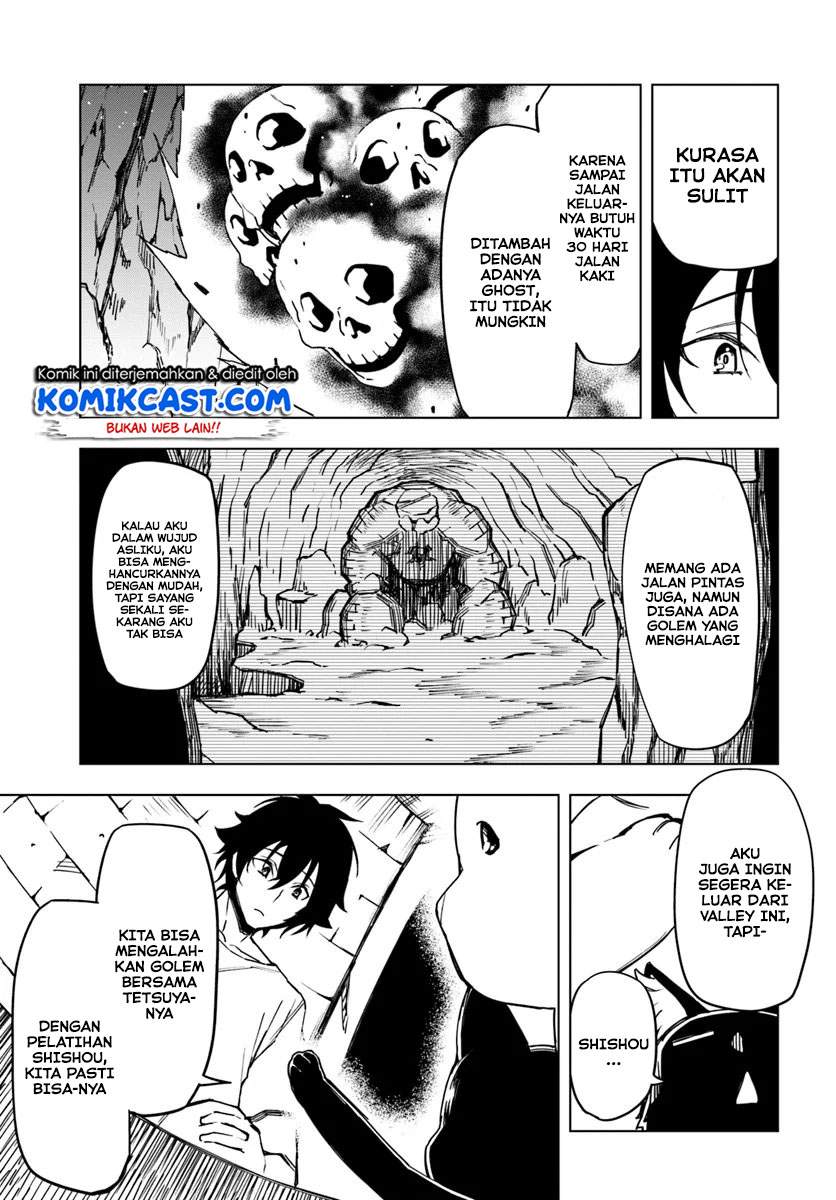 KURASA
ITU AKAN
SULIT
KARENA
SAMPAI
JALAN
KELUAR-
NYA BUTUH
WAKTU
30 HARI
JALAN
KAKI
DITAMBAH
DENGAN
ADANYA
GHOST,
ITU TIDAK
MUNGKIN
Komik ini diterjemahkan & diedit oleh
KOMIKCAST.COM
BUKAN WEB LAIN!!
MEMANG ADA
JALAN PINTAS
JUGA, NAMUN
DISANA ADA
GOLEM YANG
MENGHALAGI
KALAU AKU
DALAM WUJUD
ASLIKU, AKU
BISA MENG-
HANCURKANNYA
DENGAN MUDAH,
TAPI SAYANG
SEKALI SE-
KARANG AKU
TAK BISA
AKU
JUGA INGIN
SEGERA KE-
LUAR DARI
VALLEY INI,
TAPI-
SHISHOU
...
KITA BISA
MENGALAH-
KAN GOLEM
BERSAMA
TETSUYA-
NYA
DENGAN
PELATIHAN
SHISHOU,
KITA PASTI
BISA-NYA